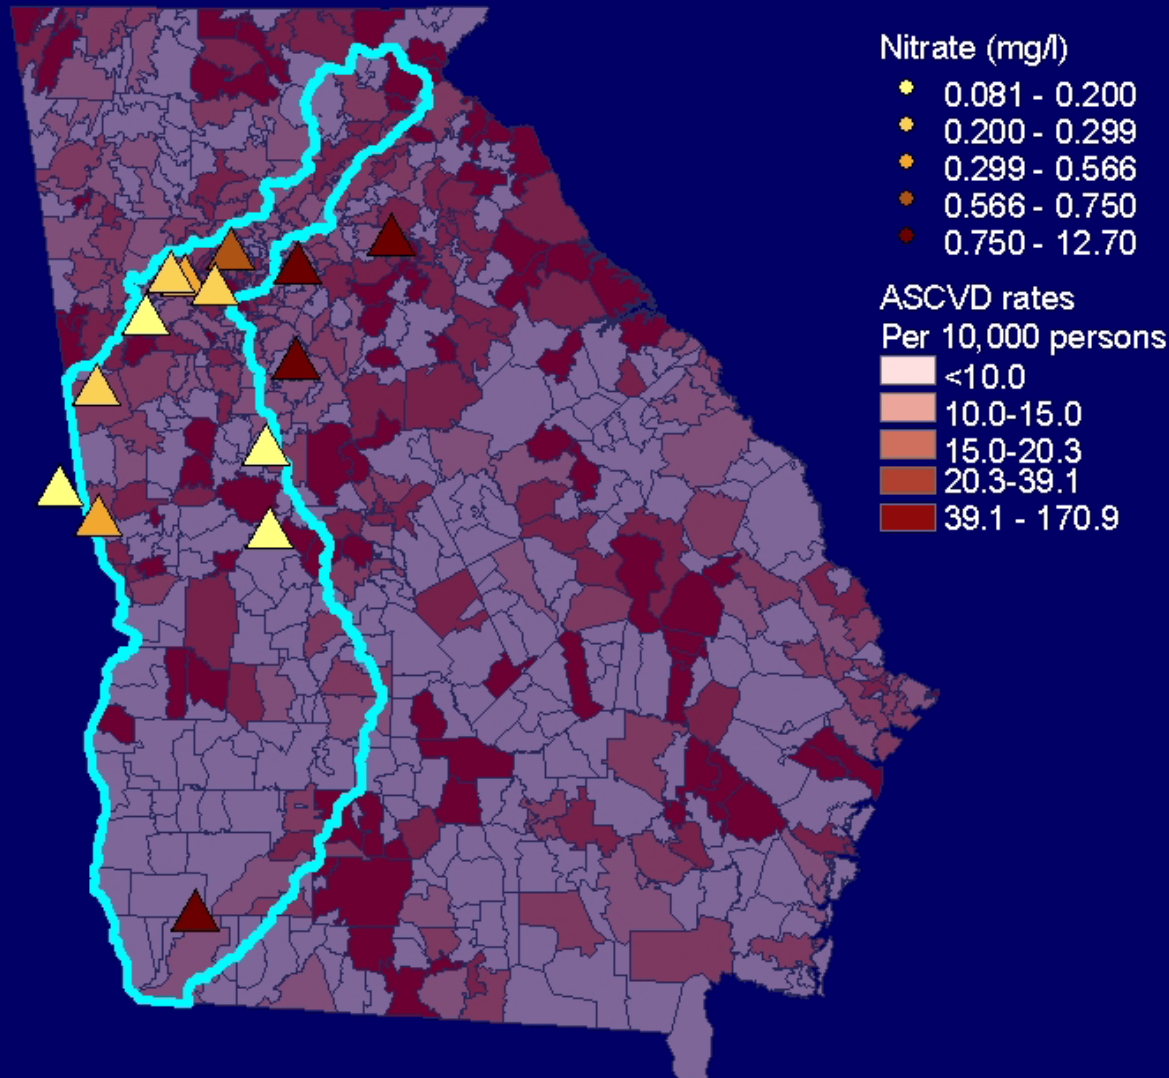 Nitrate (mg/l)
0.081 - 0.200
0.200 - 0.299
0.299 - 0.566
0.566 - 0.750
0.750 - 12.70
ASCVD rates
Per 10,000 persons
<10.0
10.0-15.0
15.0-20.3
20.3-39.1
39.1 - 170.9